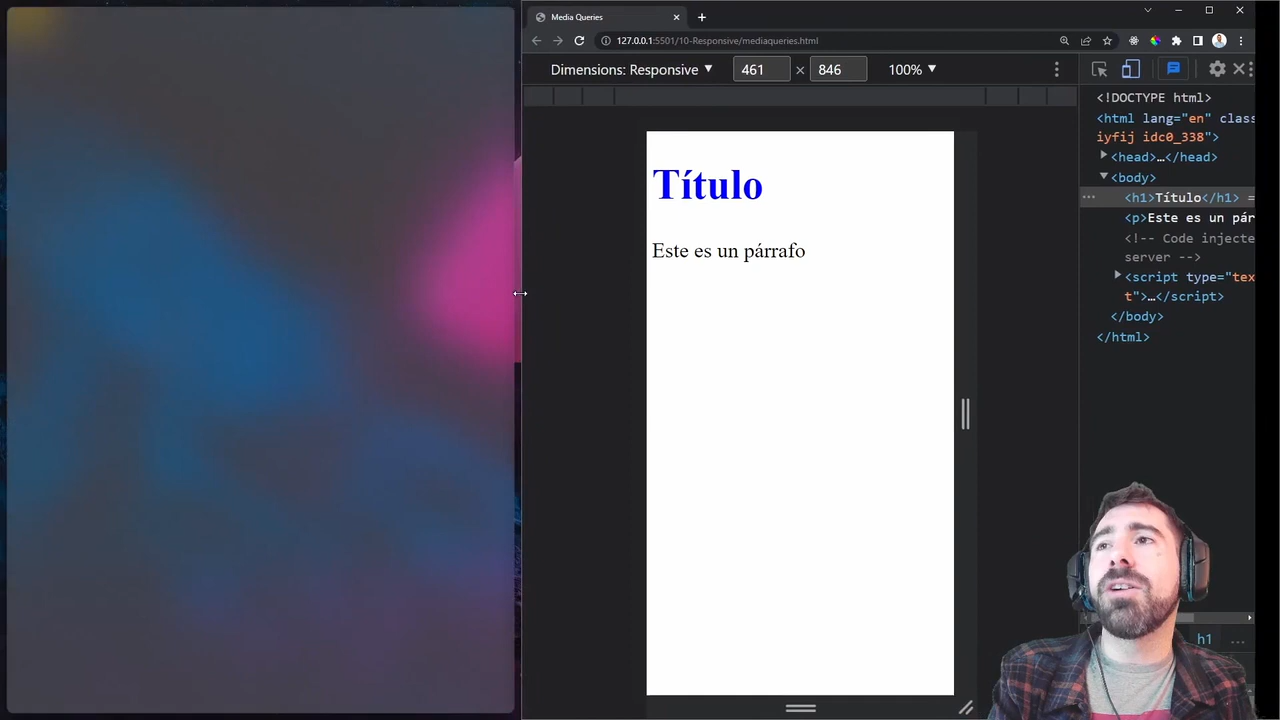 Media Queries
127.0.0.1:5501/10-Responsive/mediaqueries.html
Dimensions: Responsive 461 × 846 100%
<!DOCTYPE html>
<html lang="en" clas
iyfij idc0_338">
<head>…</head>
<body>
Título
<h1>Título</h1> =
<p>Este es un pár
<!-- Code injecte
Este es un párrafo
server -->
<script type="tex
t">…</script>
</body>
</html>
h1 ...